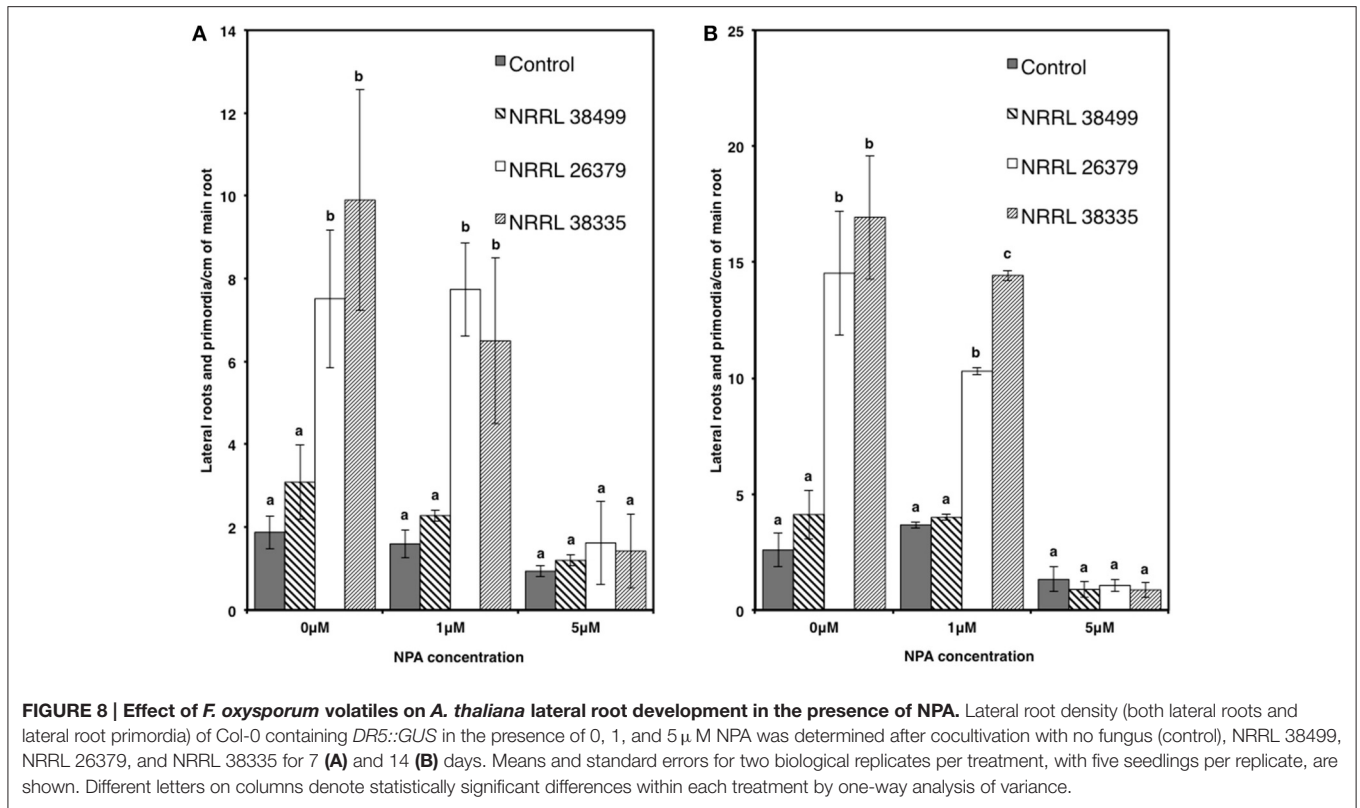 A
14
12
10
8
6
4
2
0
Lateral roots and primordia/cm of main root
Control
NRRL 38499
NRRL 26379
NRRL 38335
a a b b
a a b b
a a a a
0µM 1µM 5µM
NPA concentration
B
25
20
15
10
5
0
Lateral roots and primordia/cm of main root
Control
NRRL 38499
NRRL 26379
NRRL 38335
a a b b
a a b c
a a a a
0µM 1µM 5µM
NPA concentration
FIGURE 8 | Effect of F. oxysporum volatiles on A. thaliana lateral root development in the presence of NPA. Lateral root density (both lateral roots and
lateral root primordia) of Col-0 containing DR5::GUS in the presence of 0, 1, and 5 µ M NPA was determined after cocultivation with no fungus (control), NRRL 38499,
NRRL 26379, and NRRL 38335 for 7 (A) and 14 (B) days. Means and standard errors for two biological replicates per treatment, with five seedlings per replicate, are
shown. Different letters on columns denote statistically significant differences within each treatment by one-way analysis of variance.